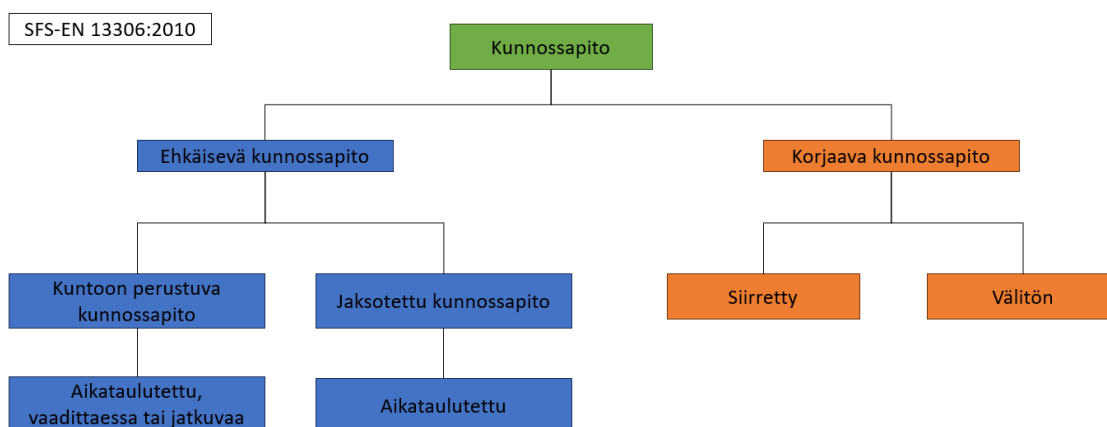 SFS-EN 13306:2010
Kunnossapito
Ehkäisevä kunnossapito
Korjaava kunnossapito
Kuntoon perustuva
kunnossapito
Jaksotettu kunnossapito
Siirretty
Välitön
Aikataulutettu,
vaadittaessa tai jatkuvaa
Aikataulutettu